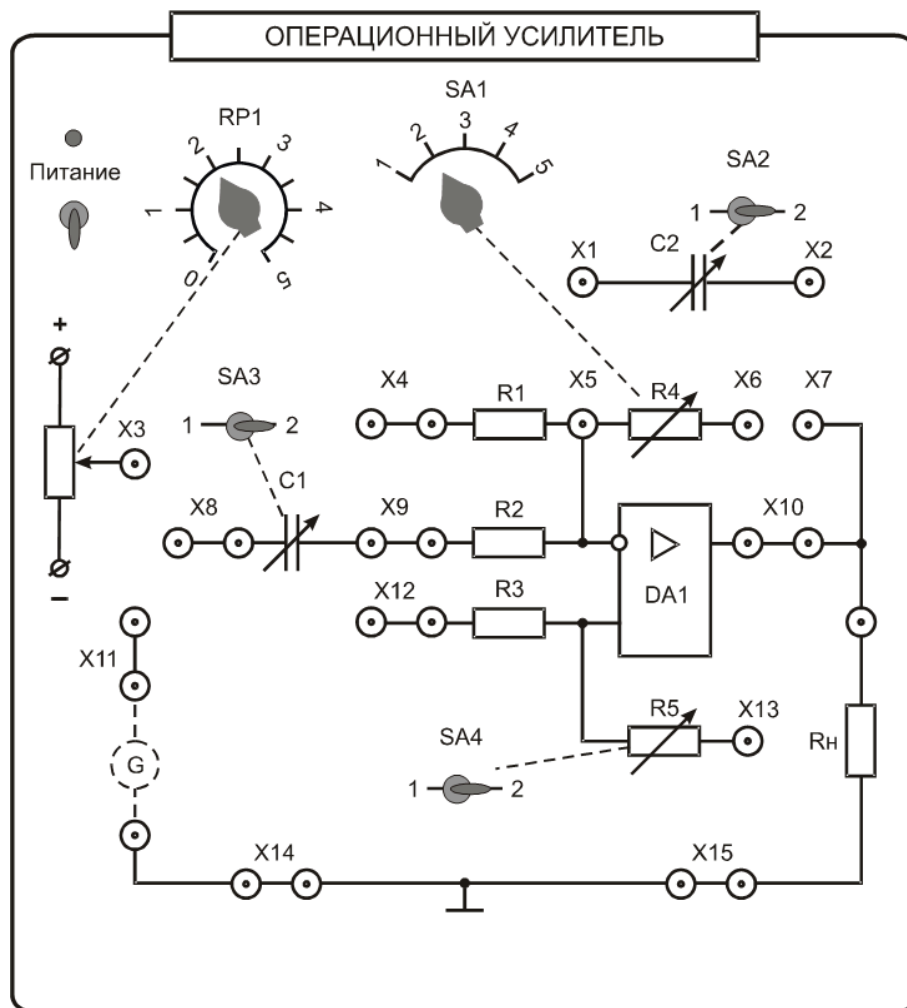 ОПЕРАЦИОННЫЙ УСИЛИТЕЛЬ
Питание
RP1
0 1 2 3 4 5
SA1
1 2 3 4 5
SA2
1 2
X1 C2 X2
+
X3
−
SA3
1 2
X4 R1 X5 R4 X6 X7
C1
X8 X9 R2 X10
DA1
X12 R3
X11
G
R5 X13
SA4
1 2
Rн
X14 X15